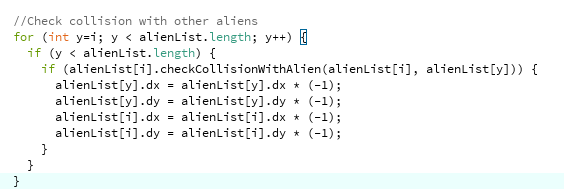 //Check collision with other aliens
for (int y=i; y < alienList.length; y++) {
if (y < alienList.length) {
if (alienList[i].checkCollisionWithAlien(alienList[i], alienList[y])) {
alienList[y].dx = alienList[y].dx * (-1);
alienList[y].dy = alienList[y].dy * (-1);
alienList[i].dx = alienList[i].dx * (-1);
alienList[i].dy = alienList[i].dy * (-1);
}
}
}